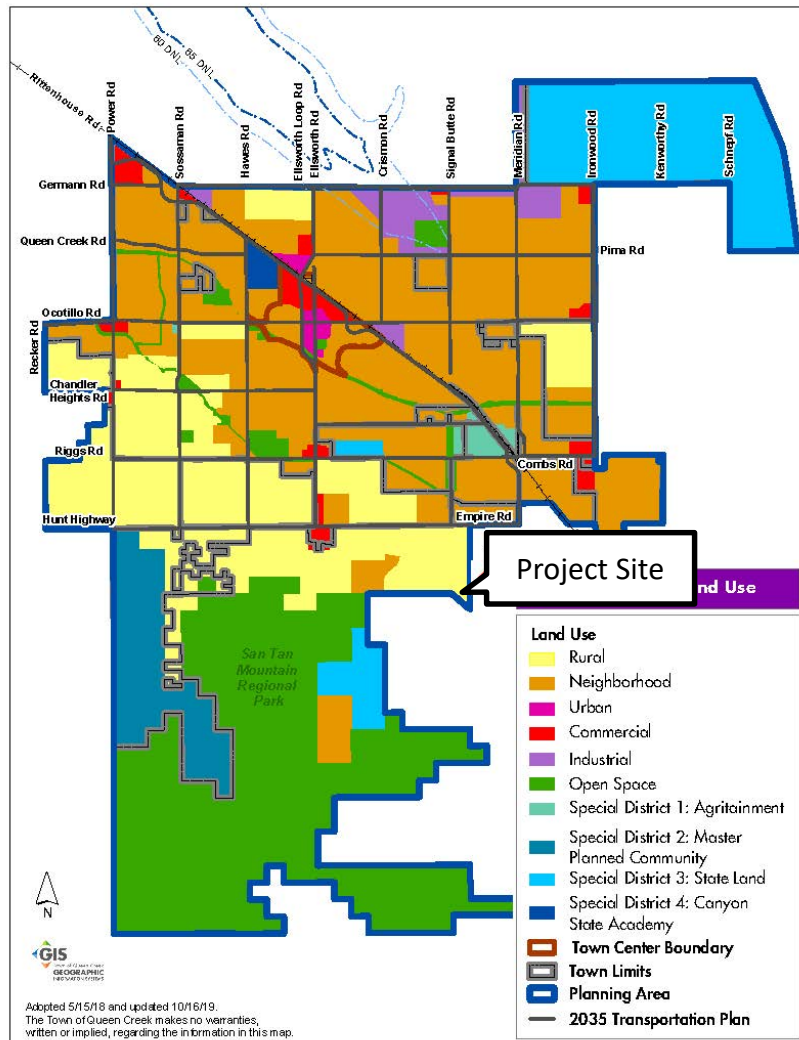 60 DNL
65 DNL
Rittenhouse Rd
Power Rd
Sossaman Rd
Hawes Rd
Ellsworth Loop Rd
Ellsworth Rd
Crismon Rd
Signal Butte Rd
Meridian Rd
Ironwood Rd
Kenworthy Rd
Schnepf Rd
Germann Rd
Queen Creek Rd
Pima Rd
Ocotillo Rd
Recker Rd
Chandler
Heights Rd
Riggs Rd
Combs Rd
Hunt Highway
Empire Rd
Project Site
nd Use
San Tan
Mountain
Regional
Park
Land Use
Rural
Neighborhood
Urban
Commercial
Industrial
Open Space
Special District 1: Agritainment
Special District 2: Master
Planned Community
Special District 3: State Land
Special District 4: Canyon
State Academy
Town Center Boundary
Town Limits
Planning Area
2035 Transportation Plan
N
GIS
GEOGRAPHIC
INFORMATION SYSTEMS
Adopted 5/15/18 and updated 10/16/19.
The Town of Queen Creek makes no warranties,
written or implied, regarding the information in this map.